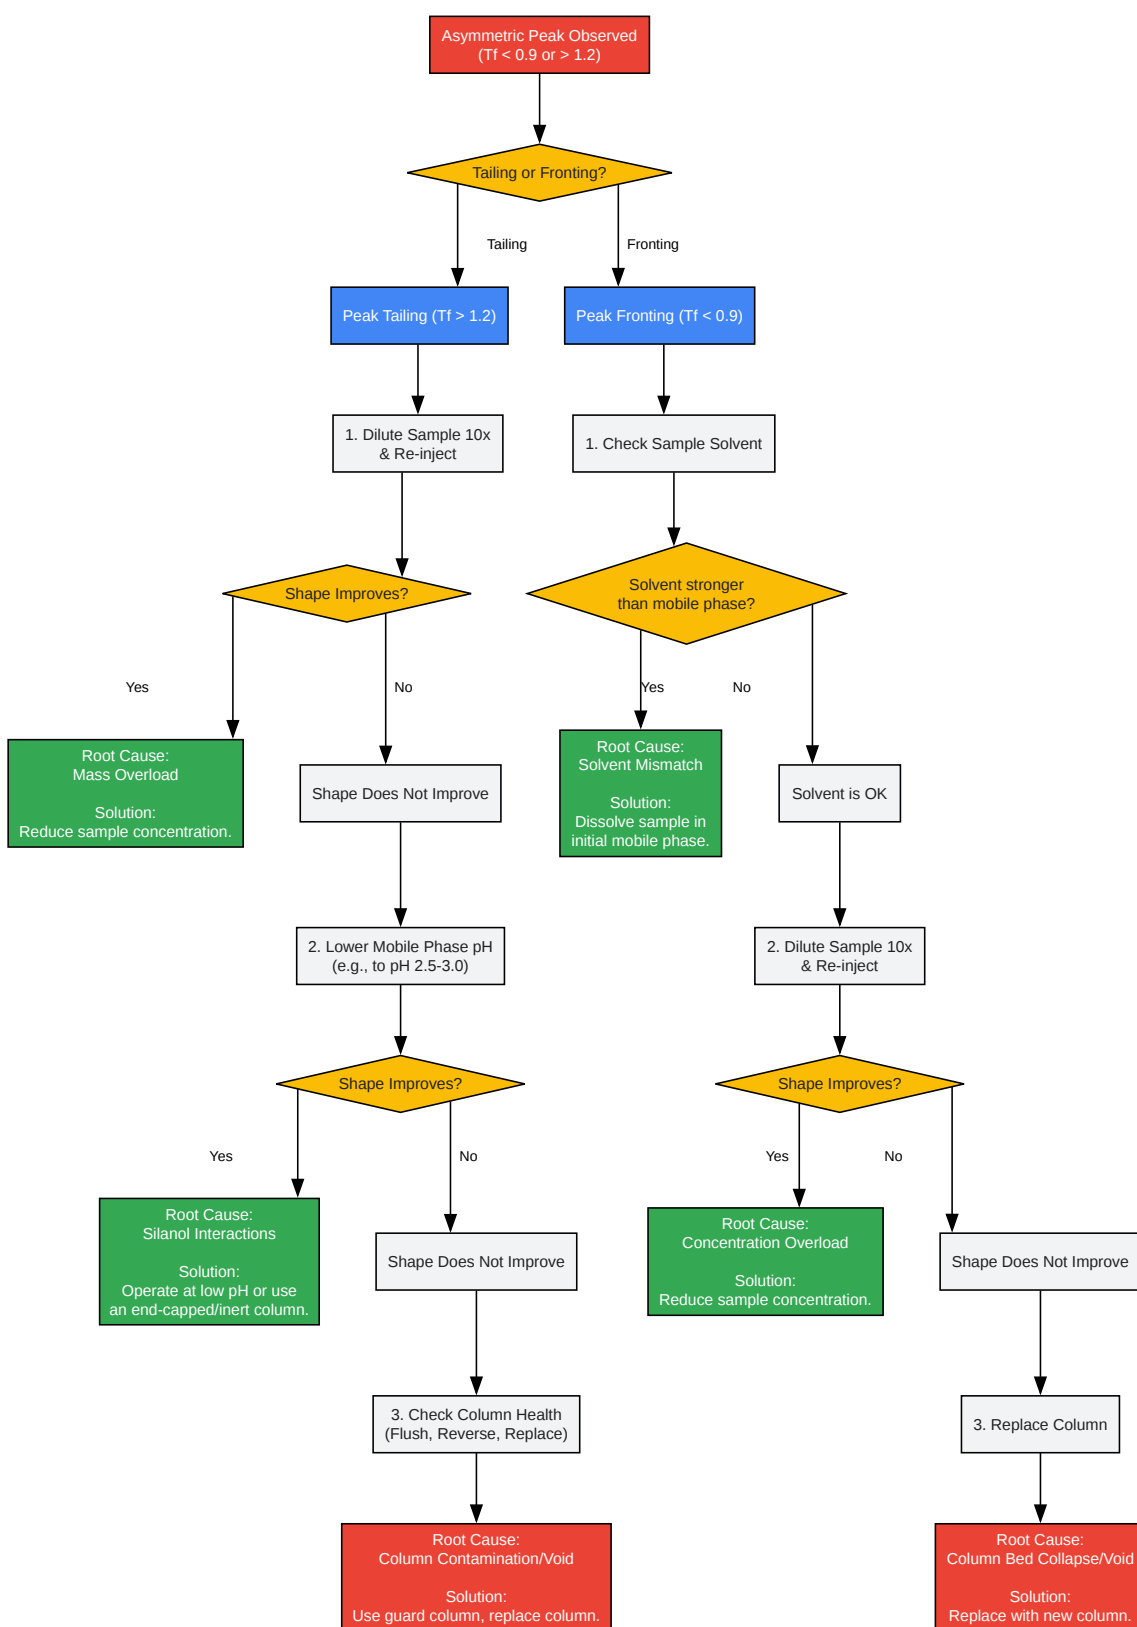 Asymmetric Peak Observed
(Tf < 0.9 or > 1.2)
Tailing or Fronting?
Tailing
Fronting
Peak Tailing (Tf > 1.2)
Peak Fronting (Tf < 0.9)
1. Dilute Sample 10x
& Re-inject
1. Check Sample Solvent
Shape Improves?
Solvent stronger
than mobile phase?
Yes
No
Yes
No
Root Cause:
Mass Overload
Solution:
Reduce sample concentration.
Shape Does Not Improve
Root Cause:
Solvent Mismatch
Solution:
Dissolve sample in
initial mobile phase.
Solvent is OK
2. Lower Mobile Phase pH
(e.g., to pH 2.5-3.0)
2. Dilute Sample 10x
& Re-inject
Shape Improves?
Shape Improves?
Yes
No
Yes
No
Root Cause:
Silanol Interactions
Solution:
Operate at low pH or use
an end-capped/inert column.
Shape Does Not Improve
Root Cause:
Concentration Overload
Solution:
Reduce sample concentration.
Shape Does Not Improve
3. Check Column Health
(Flush, Reverse, Replace)
3. Replace Column
Root Cause:
Column Contamination/Void
Solution:
Use guard column, replace column.
Root Cause:
Column Bed Collapse/Void
Solution:
Replace with new column.